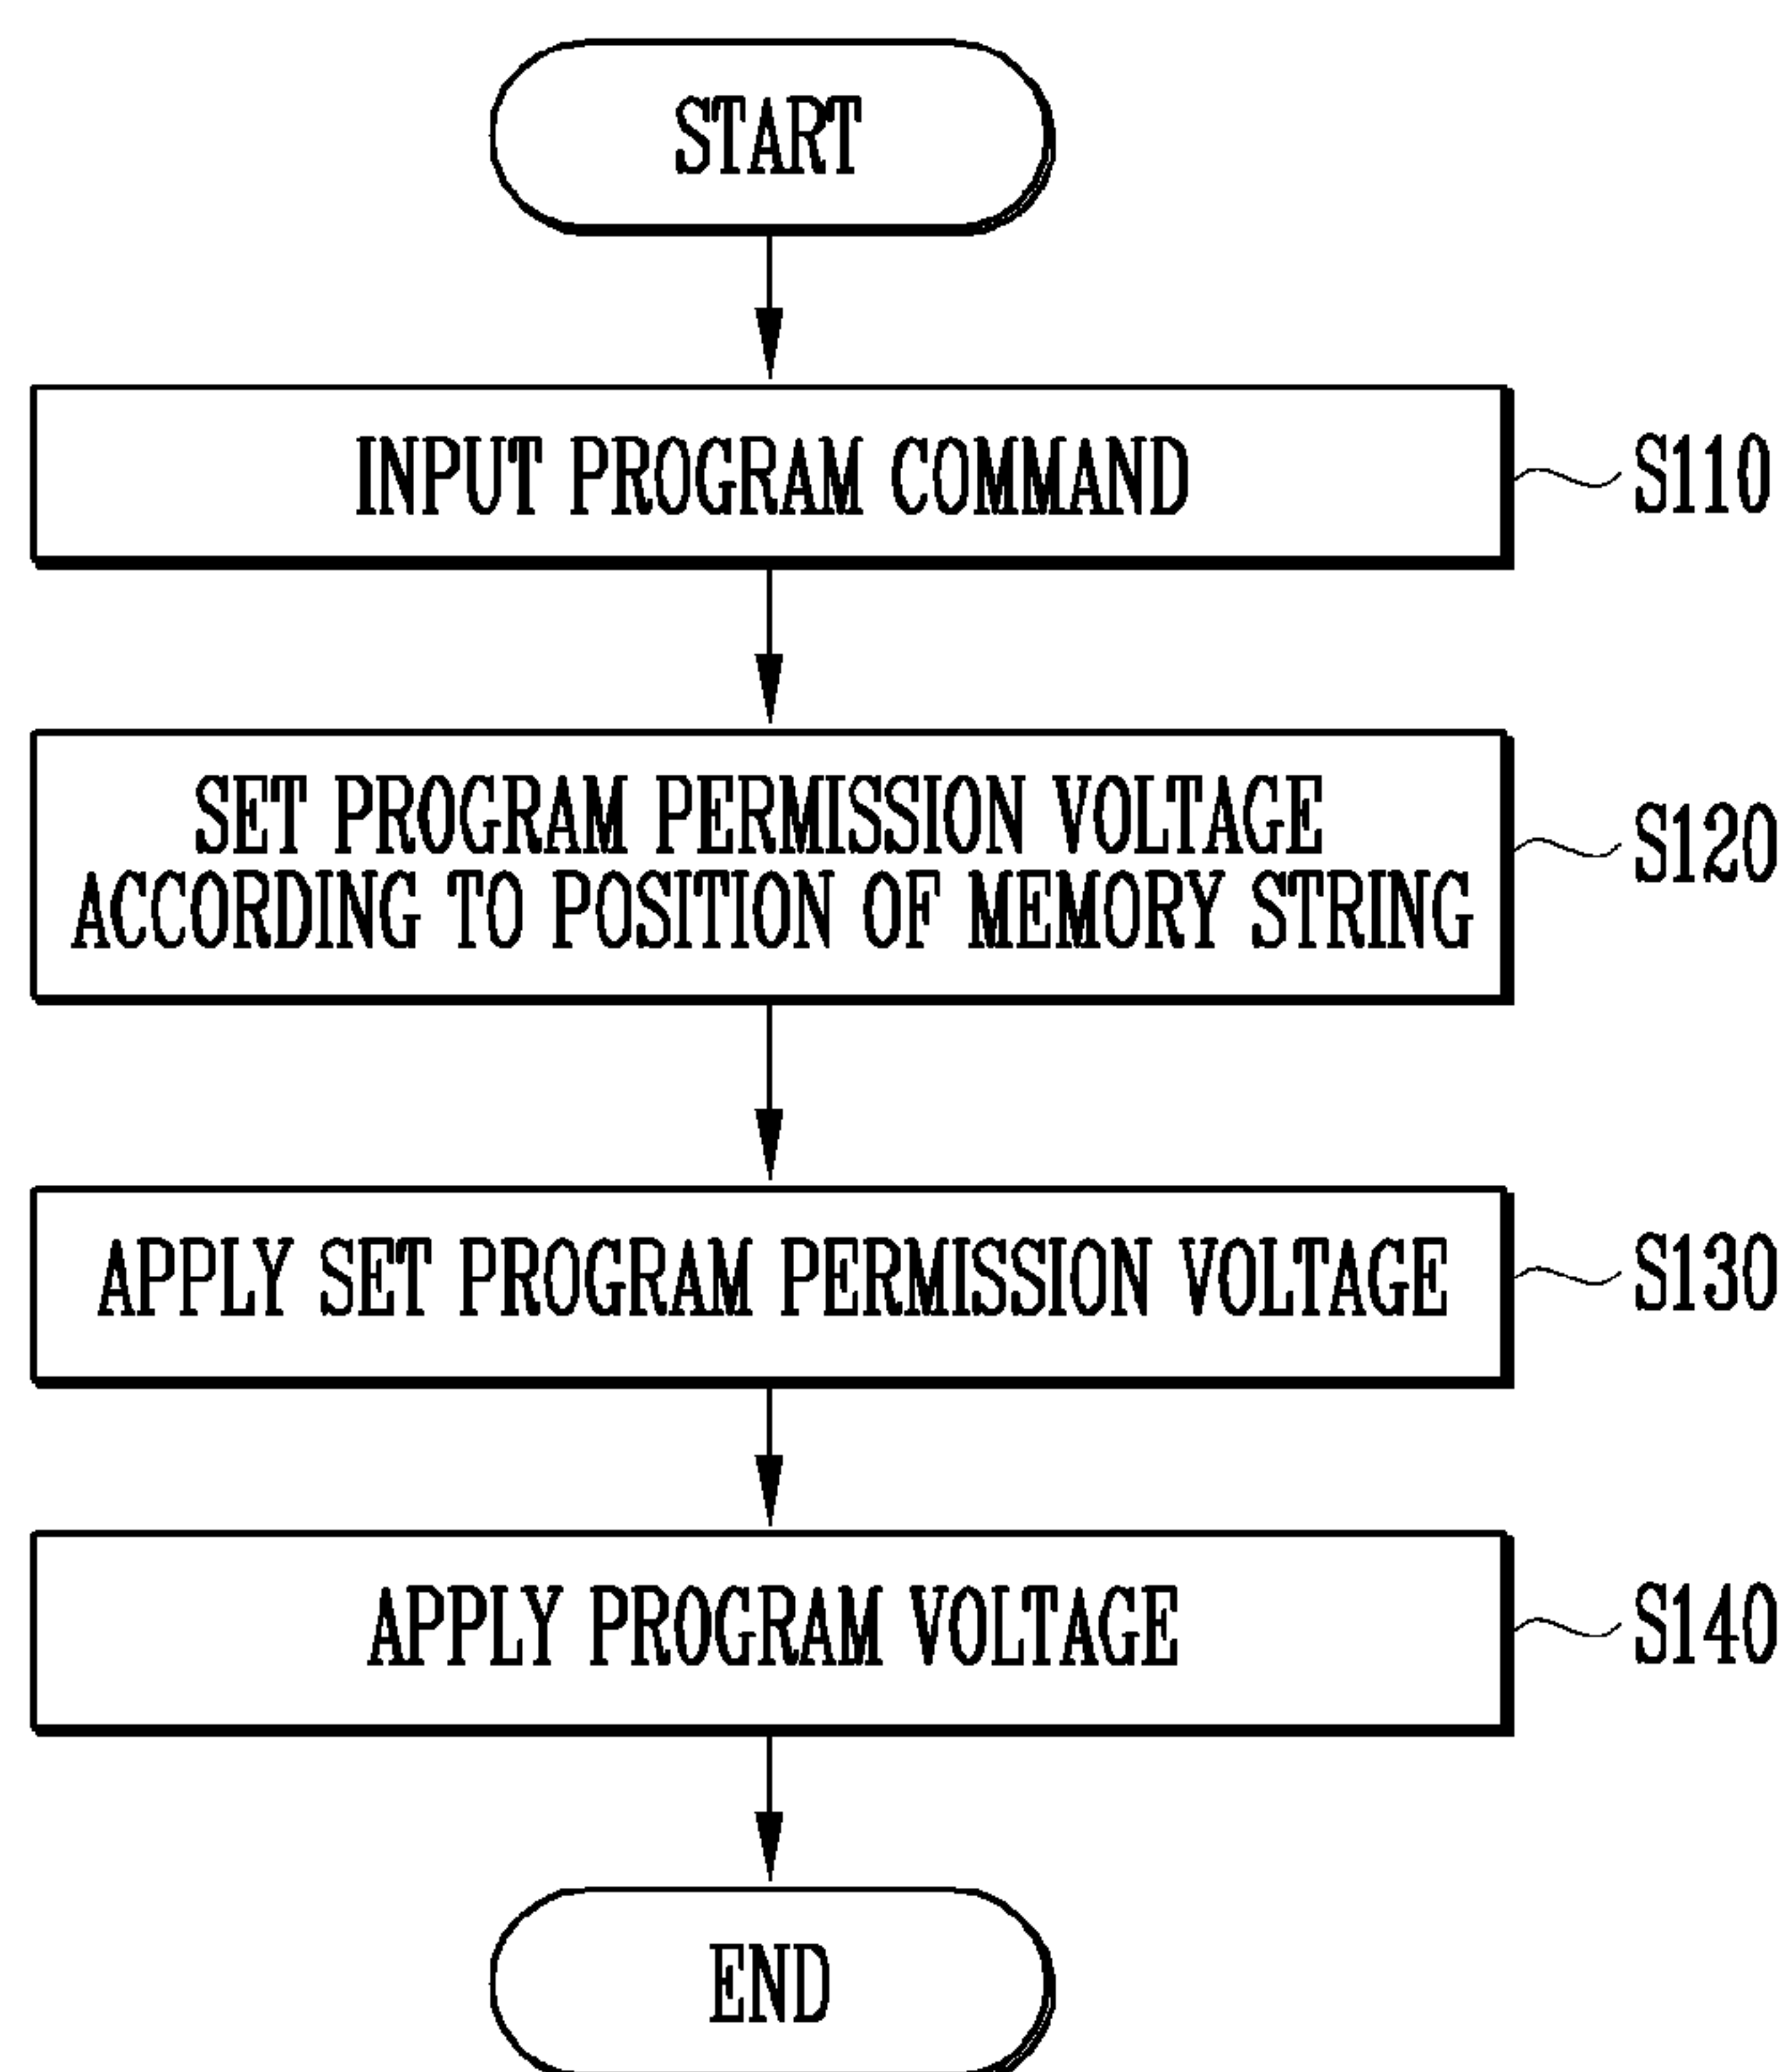 START
INPUT PROGRAM COMMAND
S110
SET PROGRAM PERMISSION VOLTAGE
ACCORDING TO POSITION OF MEMORY STRING
S120
APPLY SET PROGRAM PERMISSION VOLTAGE
S130
APPLY PROGRAM VOLTAGE
S140
END